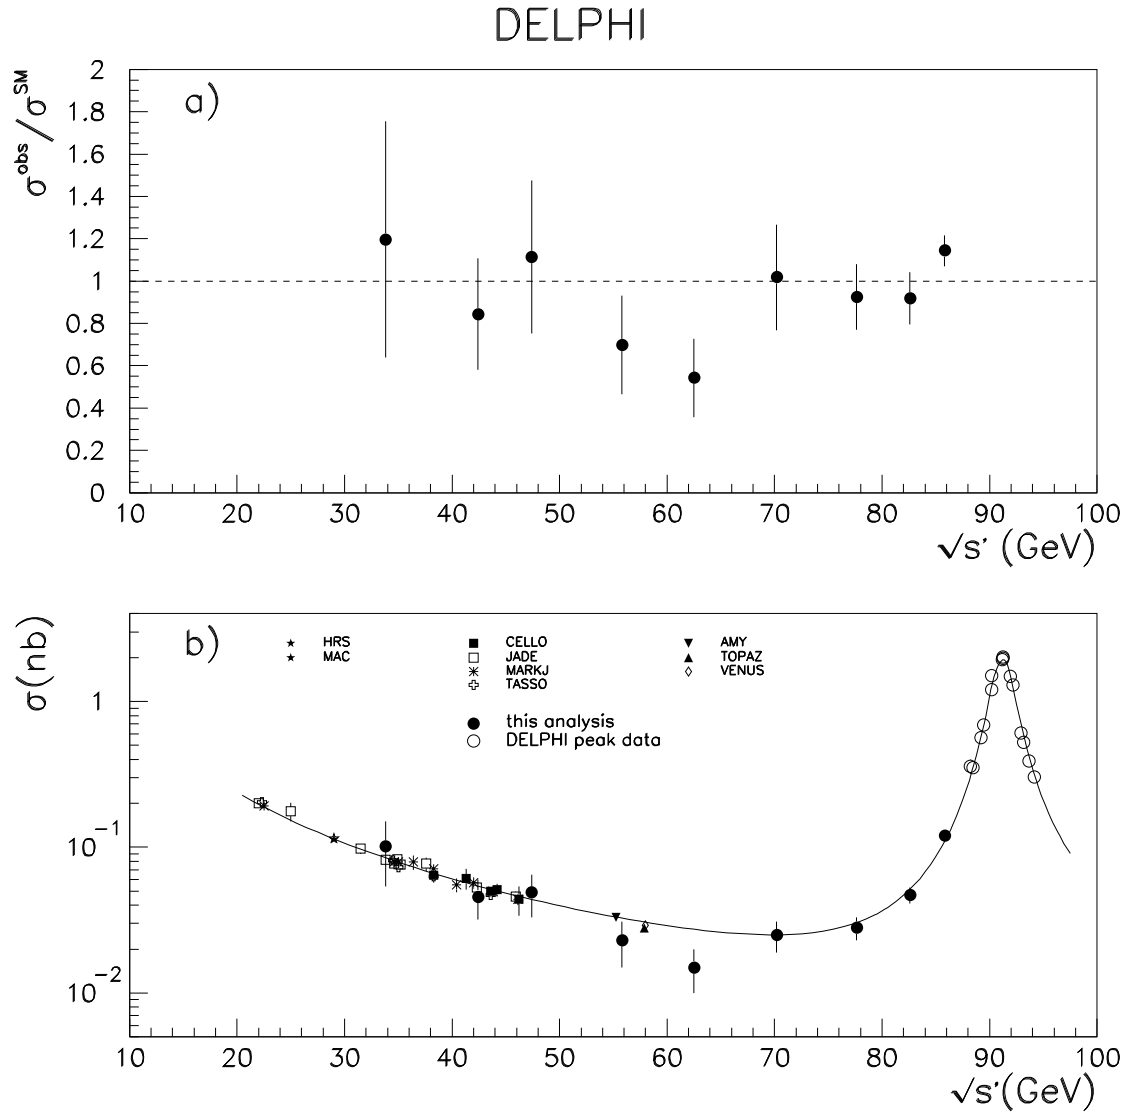 DELPHI
σobs/σSM
a)
2
1.8
1.6
1.4
1.2
1
0.8
0.6
0.4
0.2
0
10 20 30 40 50 60 70 80 90 100
√s' (GeV)
σ(nb)
b)
HRS CELLO AMY
MAC JADE TOPAZ
MARKJ VENUS
TASSO
this analysis
DELPHI peak data
1
10-1
10-2
10 20 30 40 50 60 70 80 90 100
√s'(GeV)